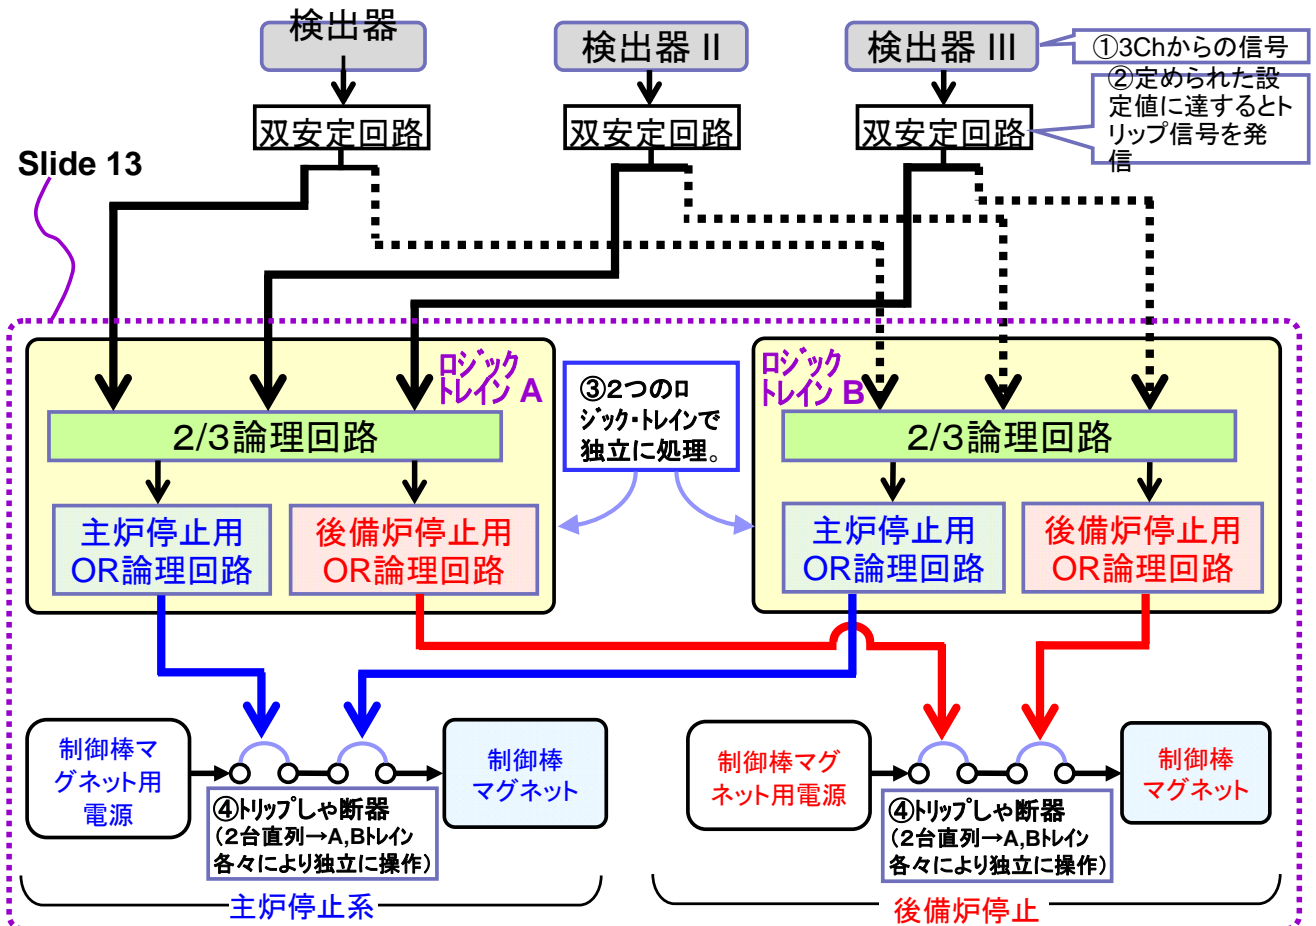 検出器
I
検出器 II
検出器 III
①3Chからの信号
②定められた設
定値に達するとト
リップ信号を発
信
双安定回路
双安定回路
双安定回路
Slide 13
ロジック
トレイン A
③2つのロ
ジック・トレインで
独立に処理。
ロジック
トレイン B
2/3論理回路
2/3論理回路
主炉停止用
OR論理回路
後備炉停止用
OR論理回路
主炉停止用
OR論理回路
後備炉停止用
OR論理回路
制御棒マ
グネット用
電源
制御棒
マグネット
制御棒マグ
ネット用電源
制御棒
マグネット
④トリップしゃ断器
(2台直列→A,Bトレイン
各々により独立に操作)
④トリップしゃ断器
(2台直列→A,Bトレイン
各々により独立に操作)
主炉停止系
後備炉停止